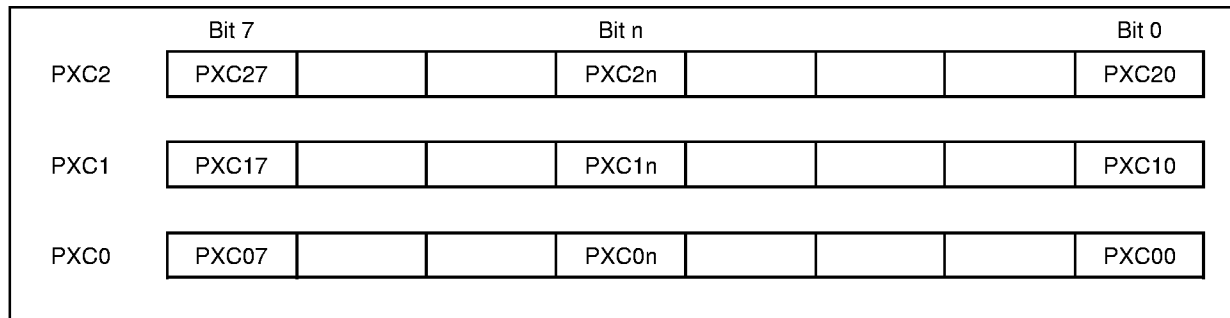 Bit 7 Bit n Bit 0
PXC2 PXC27 PXC2n PXC20
PXC1 PXC17 PXC1n PXC10
PXC0 PXC07 PXC0n PXC00